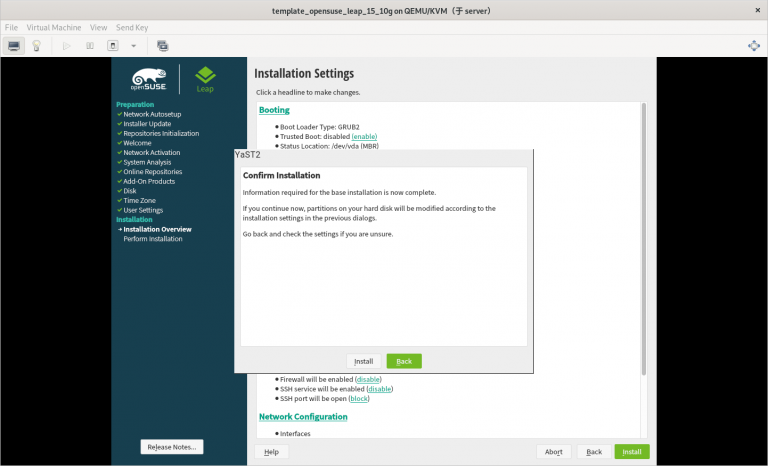 template_opensuse_leap_15_10g on QEMU/KVM（于 server）
File Virtual Machine View Send Key
openSUSE
Leap
Preparation
Network Autosetup
Installer Update
Repositories Initialization
Welcome
Network Activation
System Analysis
Online Repositories
Add-On Products
Disk
Time Zone
User Settings
Installation
Installation Overview
Perform Installation
Release Notes...
Installation Settings
Click a headline to make changes.
Booting
Boot Loader Type: GRUB2
Trusted Boot: disabled (enable)
Status Location: /dev/vda (MBR)
YaST2
Confirm Installation
Information required for the base installation is now complete.
If you continue now, partitions on your hard disk will be modified according to the
installation settings in the previous dialogs.
Go back and check the settings if you are unsure.
Install Back
Firewall will be enabled (disable)
SSH service will be enabled (disable)
SSH port will be open (block)
Network Configuration
Interfaces
Help Abort Back Install